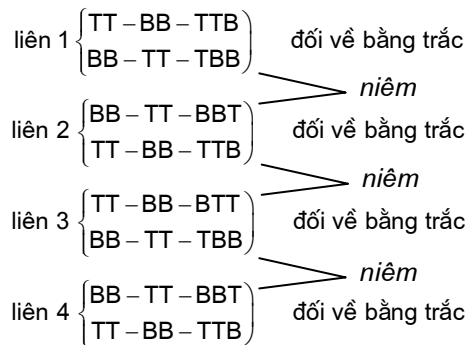 TT – BB – TTB
liên 1 đối về bằng trắc
BB – TT – TBB
niêm
BB – TT – BBT
liên 2 đối về bằng trắc
TT – BB – TTB
niêm
TT – BB – BTT
liên 3 đối về bằng trắc
BB – TT – TBB
niêm
BB – TT – BBT
liên 4 đối về bằng trắc
TT – BB – TTB